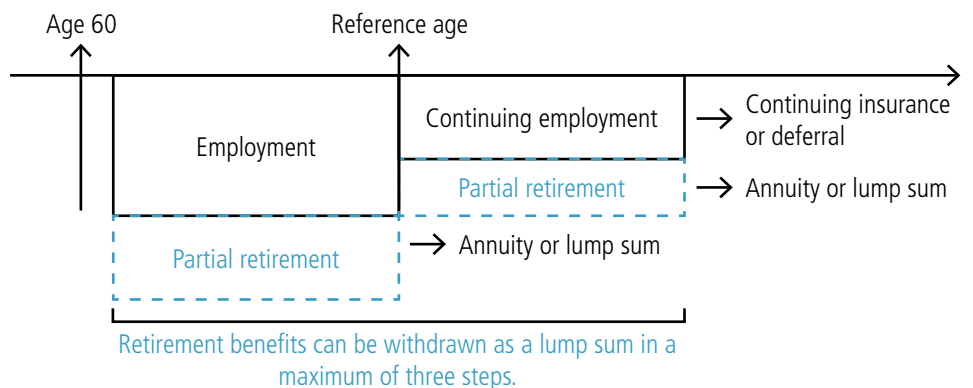 Age 60
Reference age
Employment
Continuing employment
Continuing insurance
or deferral
Partial retirement
Annuity or lump sum
Partial retirement
Annuity or lump sum
Retirement benefits can be withdrawn as a lump sum in a
maximum of three steps.